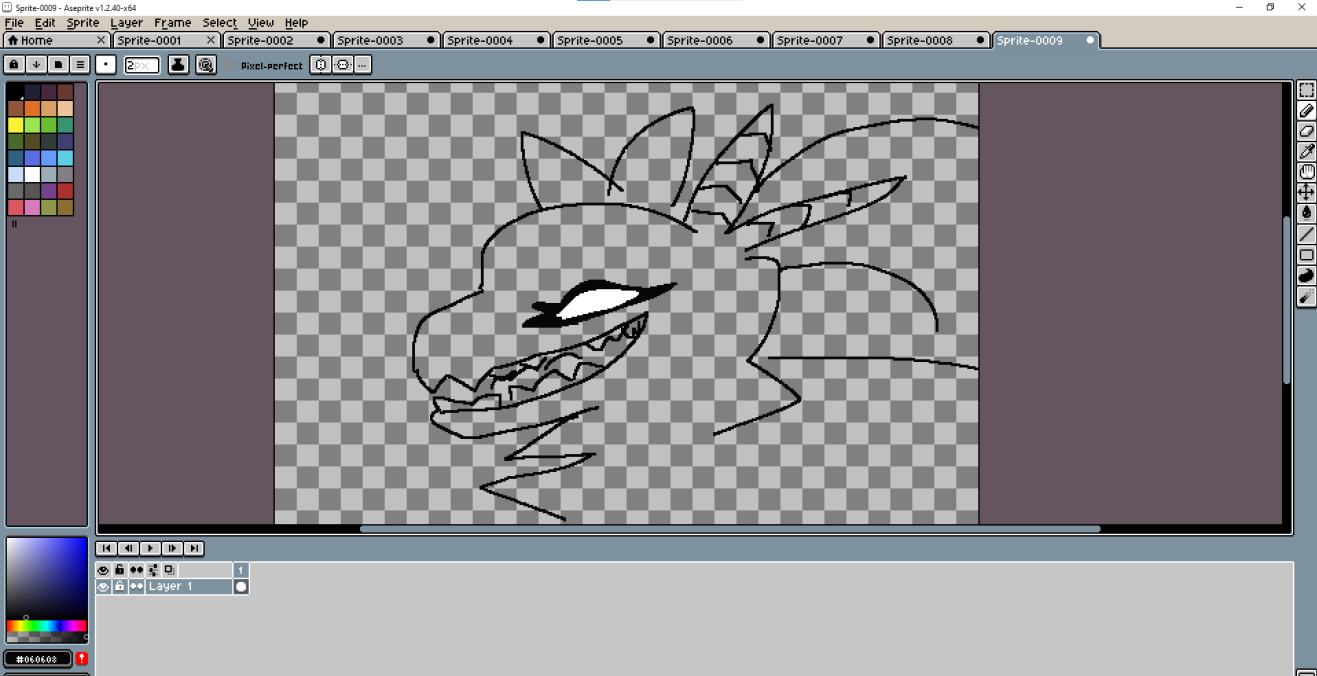 Sprite-0009 - Aseprite v1.2.40-x64
File Edit Sprite Layer Frame Select View Help
Home Sprite-0001 Sprite-0002 Sprite-0003 Sprite-0004 Sprite-0005 Sprite-0006 Sprite-0007 Sprite-0008 Sprite-0009
2px Pixel-perfect
1
Layer 1
#060608